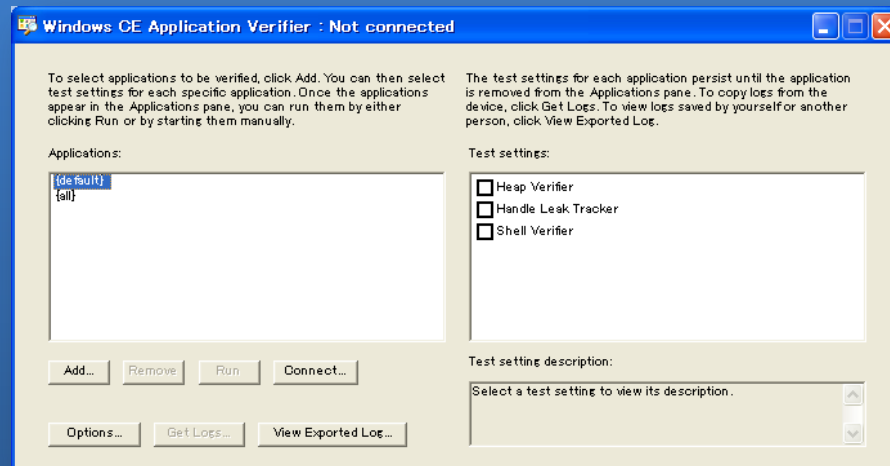 Windows CE Application Verifier : Not connected
To select applications to be verified, click Add. You can then select
test settings for each specific application. Once the applications
appear in the Applications pane, you can run them by either
clicking Run or by starting them manually.
The test settings for each application persist until the application
is removed from the Applications pane. To copy logs from the
device, click Get Logs. To view logs saved by yourself or another
person, click View Exported Log.
Applications:
{default}
{all}
Test settings:
Heap Verifier
Handle Leak Tracker
Shell Verifier
Add... Remove Run Connect...
Test setting description:
Select a test setting to view its description.
Options... Get Logs... View Exported Log...